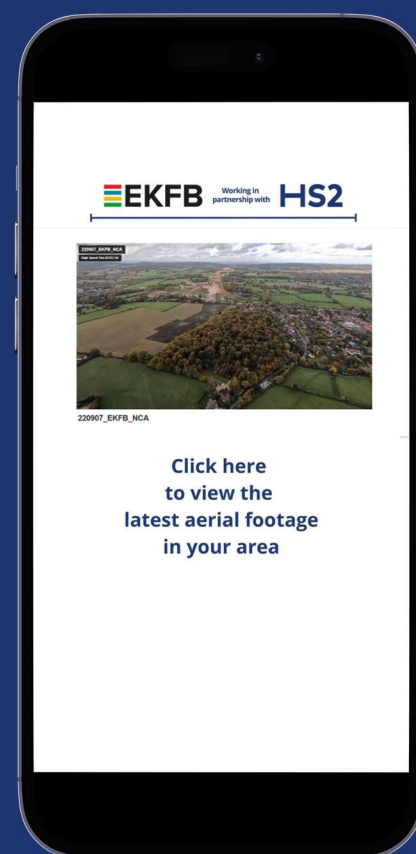 EKFB Working in
partnership with HS2
220907_EKFB_NCA
220907_EKFB_NCA
Click here
to view the
latest aerial footage
in your area